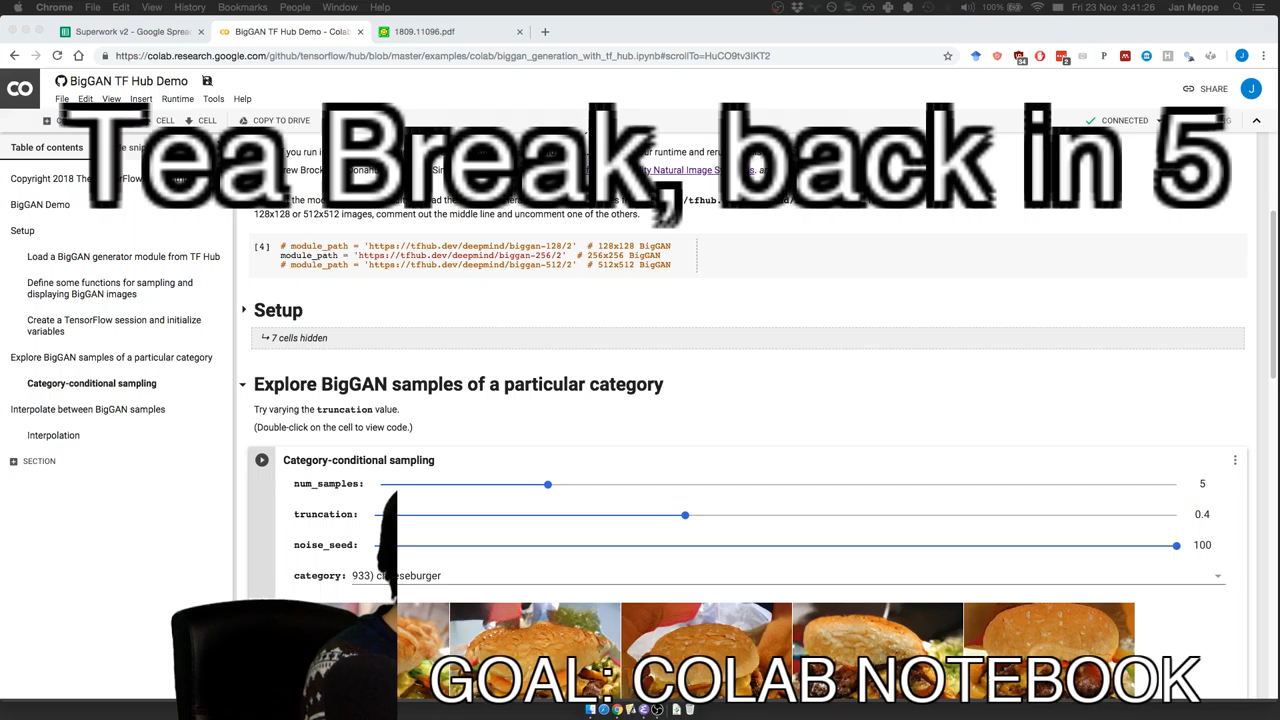 Chrome File Edit View History Bookmarks People Window Help 100% Fri 23 Nov 3:41:26 Jan Meppe
Superwork v2 - Google Spread BigGAN TF Hub Demo - Colab 1809.11096.pdf
https://colab.research.google.com/github/tensorflow/hub/blob/master/examples/colab/biggan_generation_with_tf_hub.ipynb#scrollTo=HuCO9tv3IKT2
CO BigGAN TF Hub Demo
SHARE
File Edit View Insert Runtime Tools Help
CELL CELL COPY TO DRIVE CONNECTED
Tea Break, back in 5
Table of contents
Copyright 2018 The TensorFlow
BigGAN Demo
Setup
Load a BigGAN generator module from TF Hub
Define some functions for sampling and
displaying BigGAN images
Create a TensorFlow session and initialize
variables
Explore BigGAN samples of a particular category
Category-conditional sampling
Interpolate between BigGAN samples
Interpolation
SECTION
128x128 or 512x512 images, comment out the middle line and uncomment one of the others.
[4] # module_path = 'https://tfhub.dev/deepmind/biggan-128/2' # 128x128 BigGAN
module_path = 'https://tfhub.dev/deepmind/biggan-256/2' # 256x256 BigGAN
# module_path = 'https://tfhub.dev/deepmind/biggan-512/2' # 512x512 BigGAN
Setup
7 cells hidden
Explore BigGAN samples of a particular category
Try varying the truncation value.
(Double-click on the cell to view code.)
Category-conditional sampling
num_samples: 5
truncation: 0.4
noise_seed: 100
category: 933) cheeseburger
GOAL: COLAB NOTEBOOK